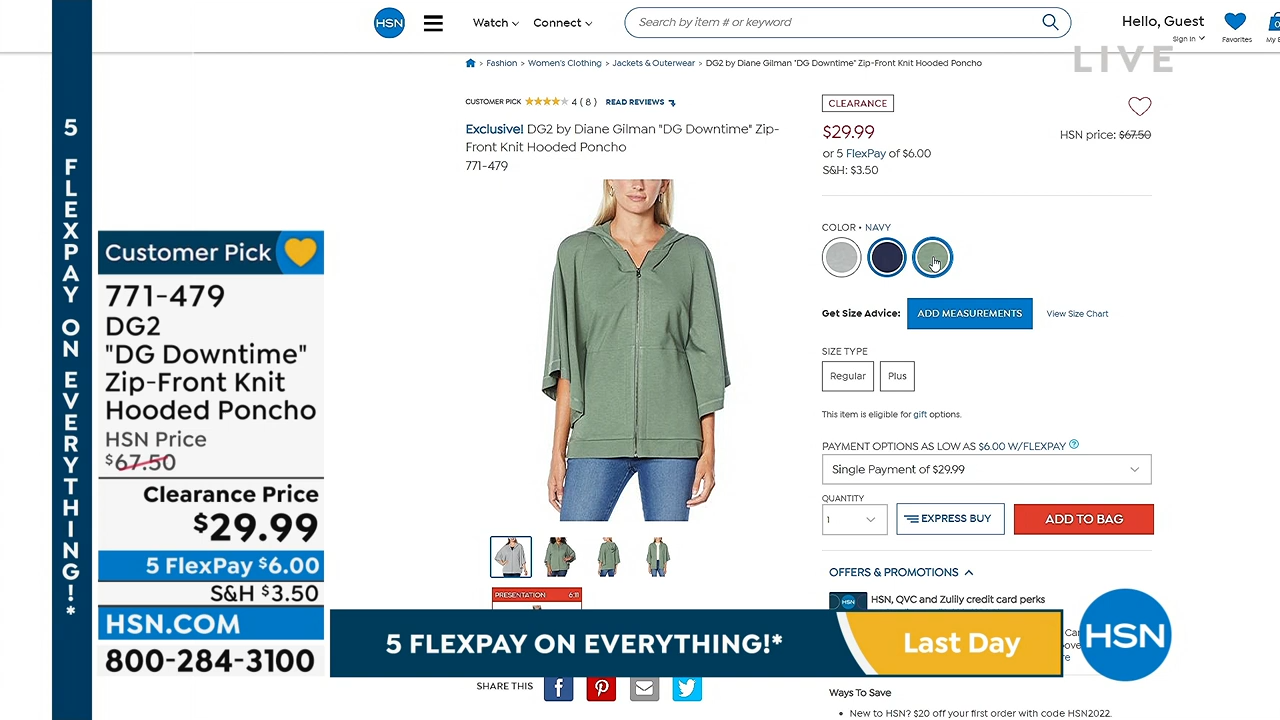 HSN
Watch
Connect
Search by item # or keyword
Hello, Guest
Sign In
Favorites
0
LIVE
> Fashion > Women's Clothing > Jackets & Outerwear > DG2 by Diane Gilman "DG Downtime" Zip-Front Knit Hooded Poncho
CUSTOMER PICK 4 ( 8 ) READ REVIEWS
Exclusive! DG2 by Diane Gilman "DG Downtime" Zip-
Front Knit Hooded Poncho
771-479
CLEARANCE
$29.99
HSN price: $67.50
or 5 FlexPay of $6.00
S&H: $3.50
COLOR • NAVY
Get Size Advice: ADD MEASUREMENTS View Size Chart
SIZE TYPE
Regular Plus
This item is eligible for gift options.
PAYMENT OPTIONS AS LOW AS $6.00 W/FLEXPAY ?
Single Payment of $29.99
QUANTITY
1
EXPRESS BUY
ADD TO BAG
OFFERS & PROMOTIONS
HSN
HSN, QVC and Zulily credit card perks
PRESENTATION 6:11
SHARE THIS
Ways To Save
• New to HSN? $20 off your first order with code HSN2022.
5 FLEXPAY ON EVERYTHING!*
Customer Pick
771-479
DG2
"DG Downtime"
Zip-Front Knit
Hooded Poncho
HSN Price
$67.50
Clearance Price
$29.99
5 FlexPay $6.00
S&H $3.50
HSN.COM
800-284-3100
5 FLEXPAY ON EVERYTHING!*
Last Day
HSN